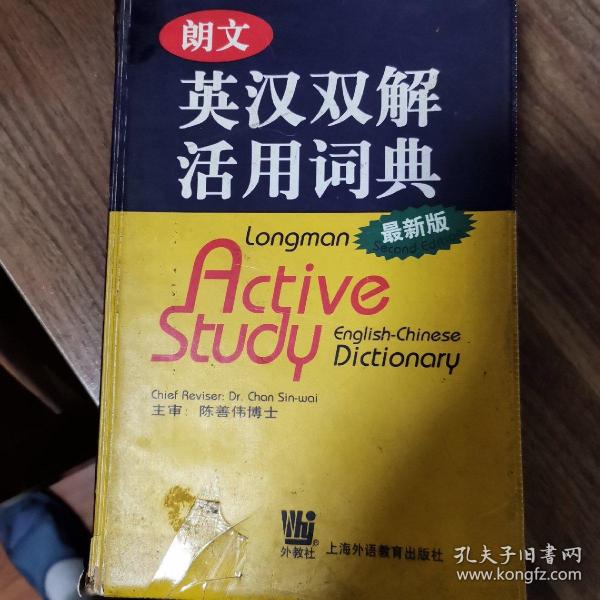 朗文
英汉双解
活用词典
Longman
最新版
Second Edition
Active
Study
English-Chinese
Dictionary
Chief Reviser: Dr. Chan Sin-wai
主审：陈善伟博士
Whj
®
外教社
上海外语教育出版社
孔夫子旧书网
www.kongfz.com